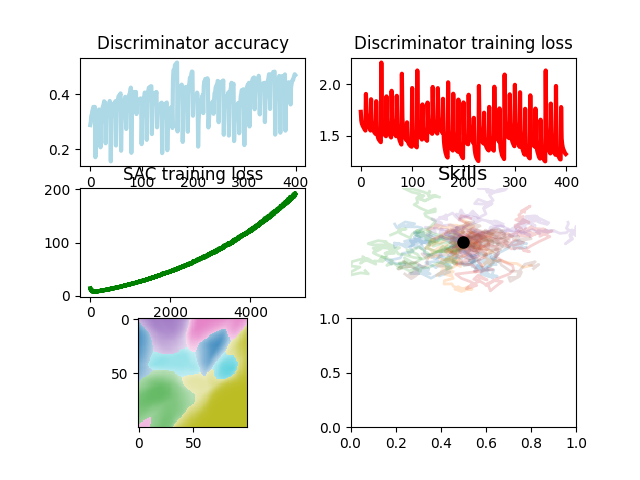 Discriminator accuracy
0.4
0.2
0 100 200 300 400
Discriminator training loss
2.0
1.5
0 100 200 300 400
SAC training loss
200
100
0
0 2000 4000
Skills
0
50
0 50
1.0
0.5
0.0
0.0 0.2 0.4 0.6 0.8 1.0